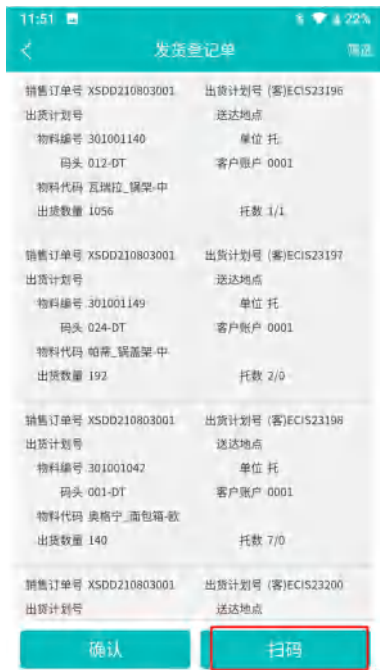 11:51 22%
发货登记单 筛选
销售订单号 XSDD210803001 出货计划号 (客)ECIS23196
出货计划号 送达地点
物料编号 301001140 单位 托
码头 012-DT 客户账户 0001
物料代码 瓦瑞拉_锅架-中
出货数量 1056 托数 1/1
销售订单号 XSDD210803001 出货计划号 (客)ECIS23197
出货计划号 送达地点
物料编号 301001149 单位 托
码头 024-DT 客户账户 0001
物料代码 帕蒂_锅盖架-中
出货数量 192 托数 2/0
销售订单号 XSDD210803001 出货计划号 (客)ECIS23198
出货计划号 送达地点
物料编号 301001042 单位 托
码头 001-DT 客户账户 0001
物料代码 奥格宁_面包箱-欧
出货数量 140 托数 7/0
销售订单号 XSDD210803001 出货计划号 (客)ECIS23200
出货计划号 送达地点
确认 扫码